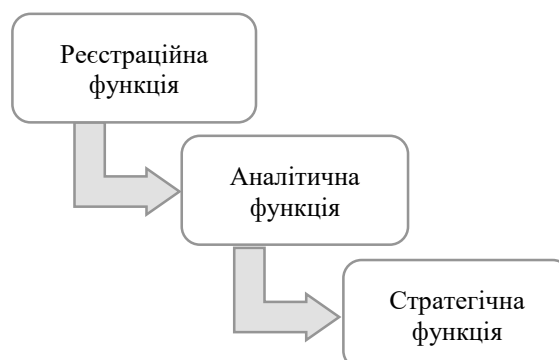 Реєстраційна
функція
Аналітична
функція
Стратегічна
функція